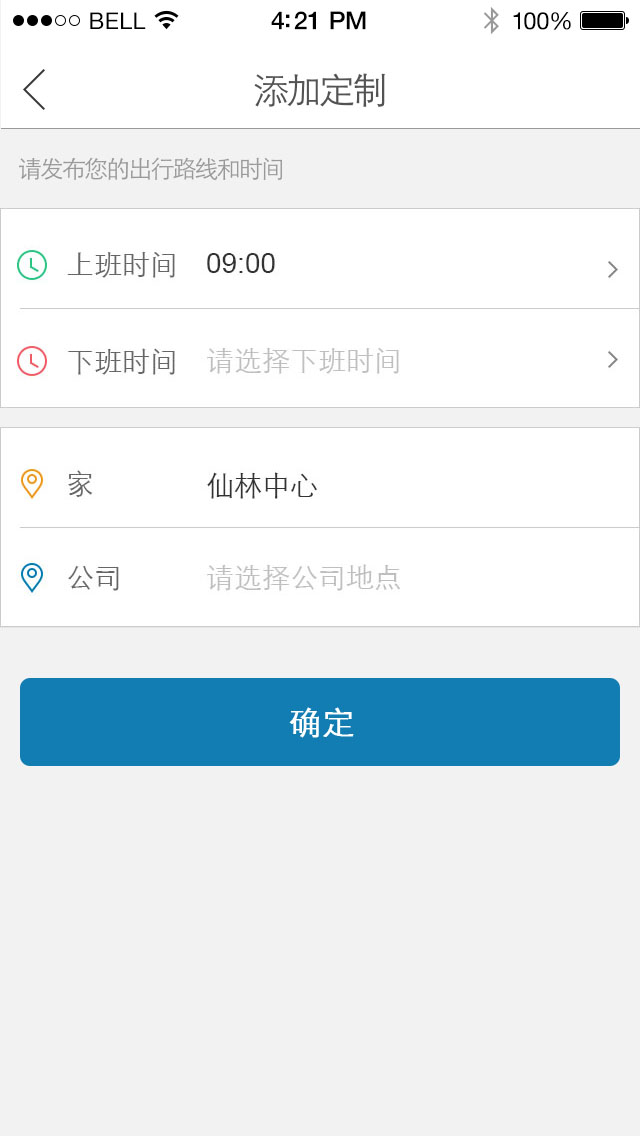 BELL 4:21 PM 100%
添加定制
请发布您的出行路线和时间
上班时间 09:00
下班时间 请选择下班时间
家 仙林中心
公司 请选择公司地点
确定